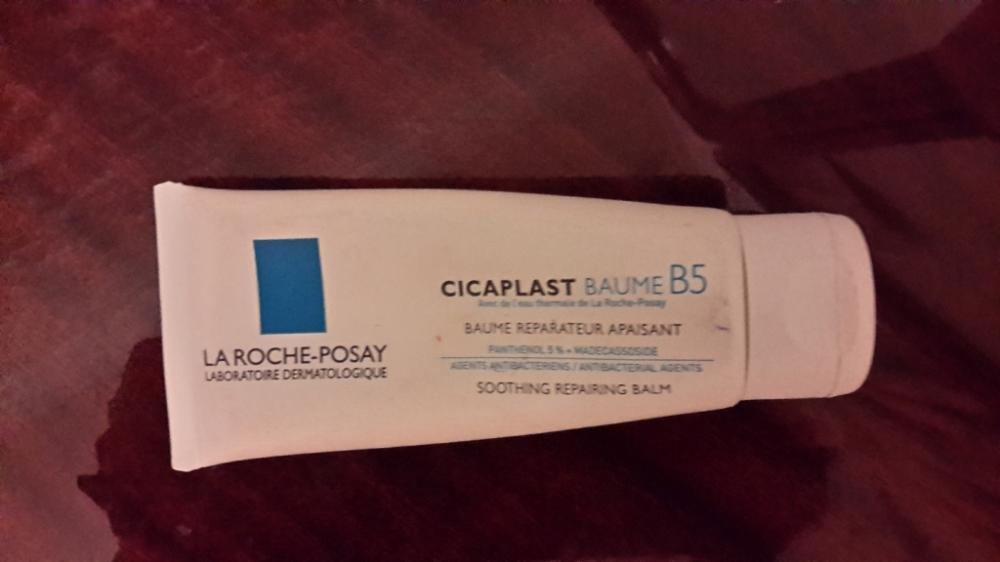 LA ROCHE-POSAY
LABORATOIRE DERMATOLOGIQUE
CICAPLAST BAUME B5
Avec de l'eau thermale de La Roche-Posay
BAUME REPARATEUR APAISANT
PANTHENOL 5 % + MADECASSOSIDE
AGENTS ANTIBACTERIENS / ANTIBACTERIAL AGENTS
SOOTHING REPAIRING BALM